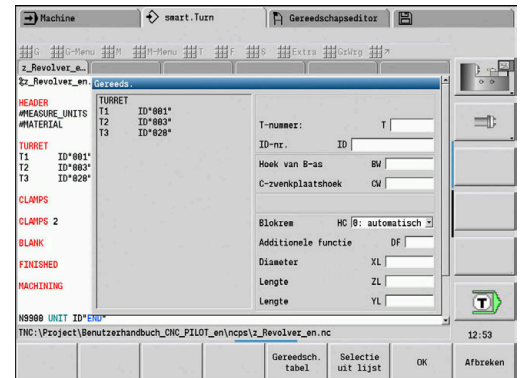 Machine
smart.Turn
Gereedschapseditor
G G-Menu M M-Menu T F S Extra GrWrg
z_Revolver_e…
z_Revolver_en.
Gereeds.
HEADER
#MEASURE_UNITS
#MATERIAL
TURRET
T1 ID"001"
T2 ID"003"
T3 ID"028"
CLAMPS
CLAMPS 2
BLANK
FINISHED
MACHINING
N9900 UNIT ID"END"
TURRET
T1 ID"001"
T2 ID"003"
T3 ID"028"
T-nummer: T
ID-nr. ID
Hoek van B-as BW
C-zwenkplaatshoek CW
Blokrem HC 0: automatisch
Additionele functie DF
Diameter XL
Lengte ZL
Lengte YL
TNC:\Project\Benutzerhandbuch_CNC_PILOT_en\ncps\z_Revolver_en.nc
T
12:53
Gereedsch. tabel
Selectie uit lijst
OK
Afbreken